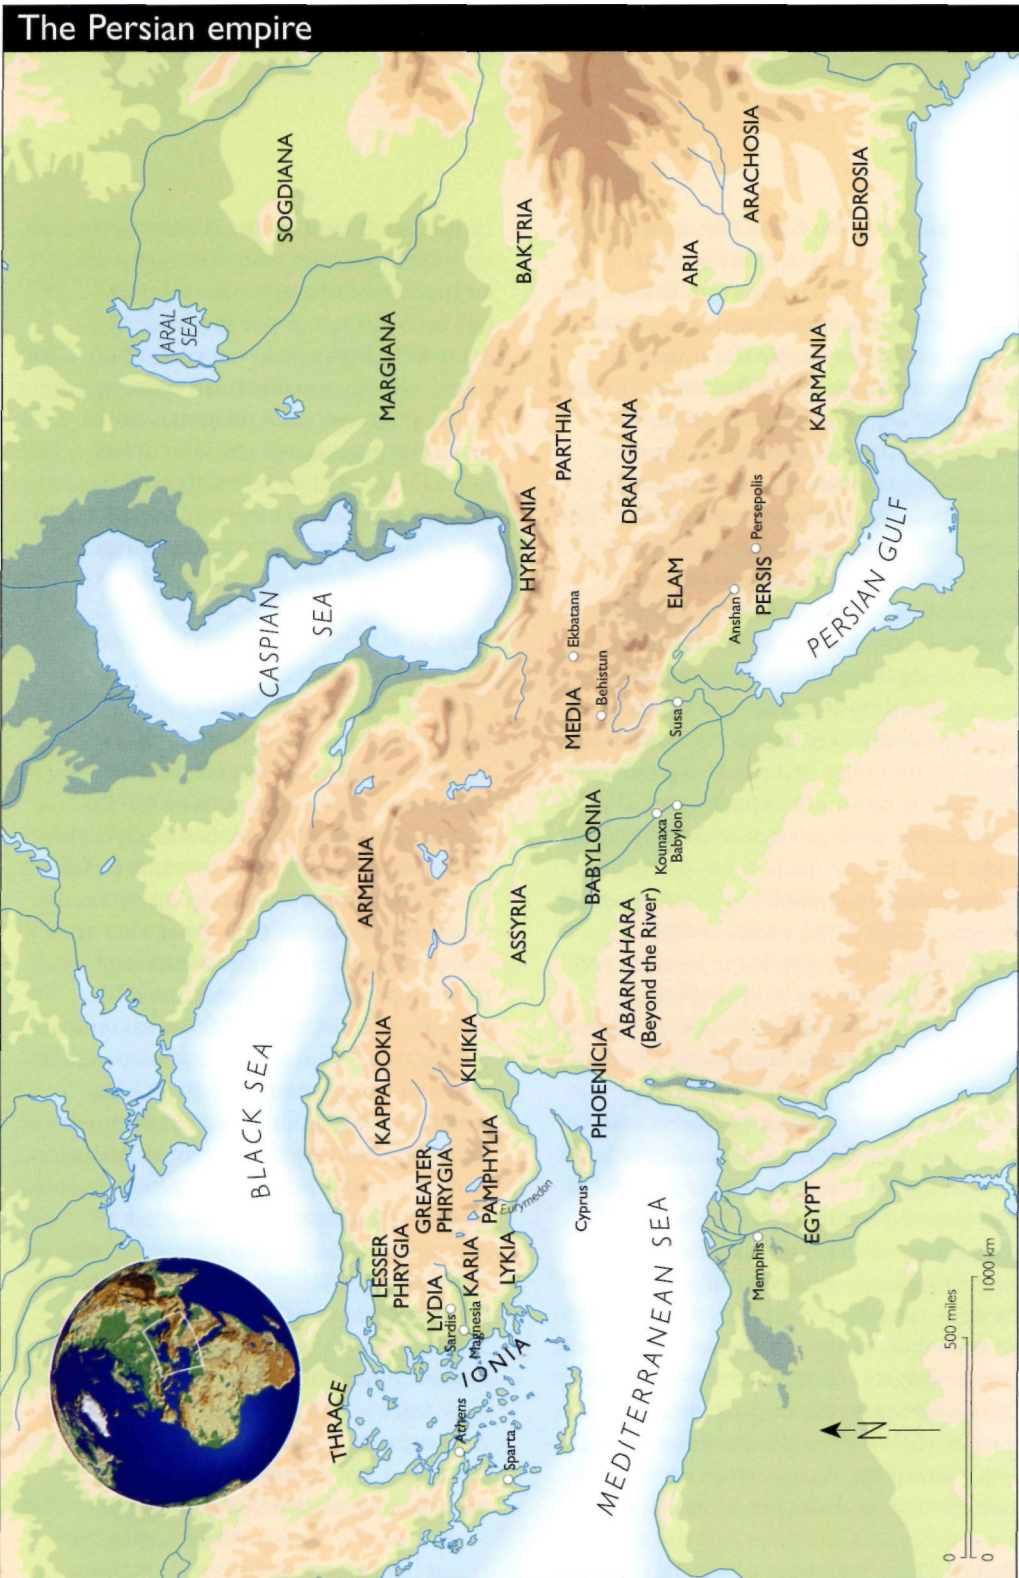 The Persian empire
SOGDIANA
ARAL
SEA
MARGIANA
BAKTRIA
ARIA
ARACHOSIA
GEDROSIA
PARTHIA
DRANGIANA
KARMANIA
HYRKANIA
CASPIAN
SEA
ELAM
Persepolis
PERSIS
Anshan
PERSIAN GULF
Ekbatana
MEDIA
Behistun
Susa
ARMENIA
BABYLONIA
Kounaxa
Babylon
ASSYRIA
ABARNAHARA
(Beyond the River)
BLACK SEA
KAPPADOKIA
KILIKIA
PHOENICIA
GREATER
PHRYGIA
PAMPHYLIA
Eurymedon
Cyprus
LESSER
PHRYGIA
LYDIA
Sardis
KARIA
Magnesia
LYKIA
IONIA
THRACE
Athens
Sparta
MEDITERRANEAN SEA
Memphis
EGYPT
N
0
500 miles
0
1000 km